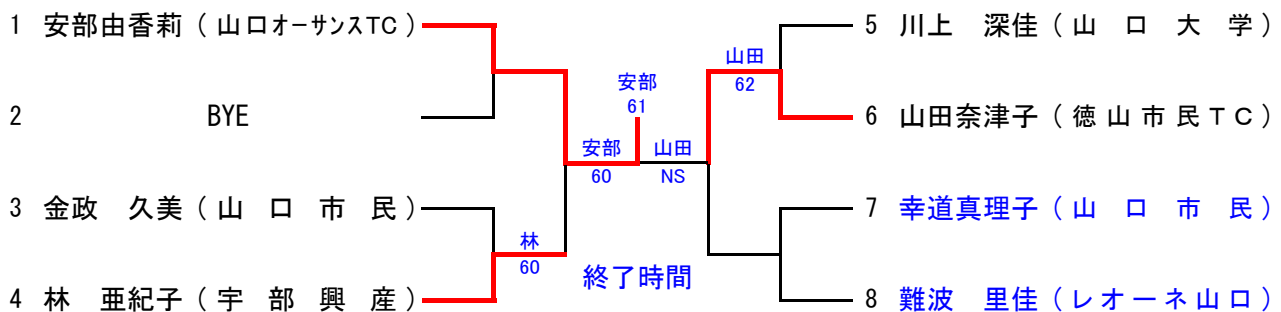 1 安部由香莉 ( 山口オーサンスTC )
2 BYE
3 金政 久美 ( 山 口 市 民 )
4 林 亜紀子 ( 宇 部 興 産 )
林
60
安部
60
安部
61
山田
NS
山田
62
終了時間
5 川上 深佳 ( 山 口 大 学 )
6 山田奈津子 ( 徳 山 市 民 T C )
7 幸道真理子 ( 山 口 市 民 )
8 難波 里佳 ( レ オ ー ネ 山 口 )